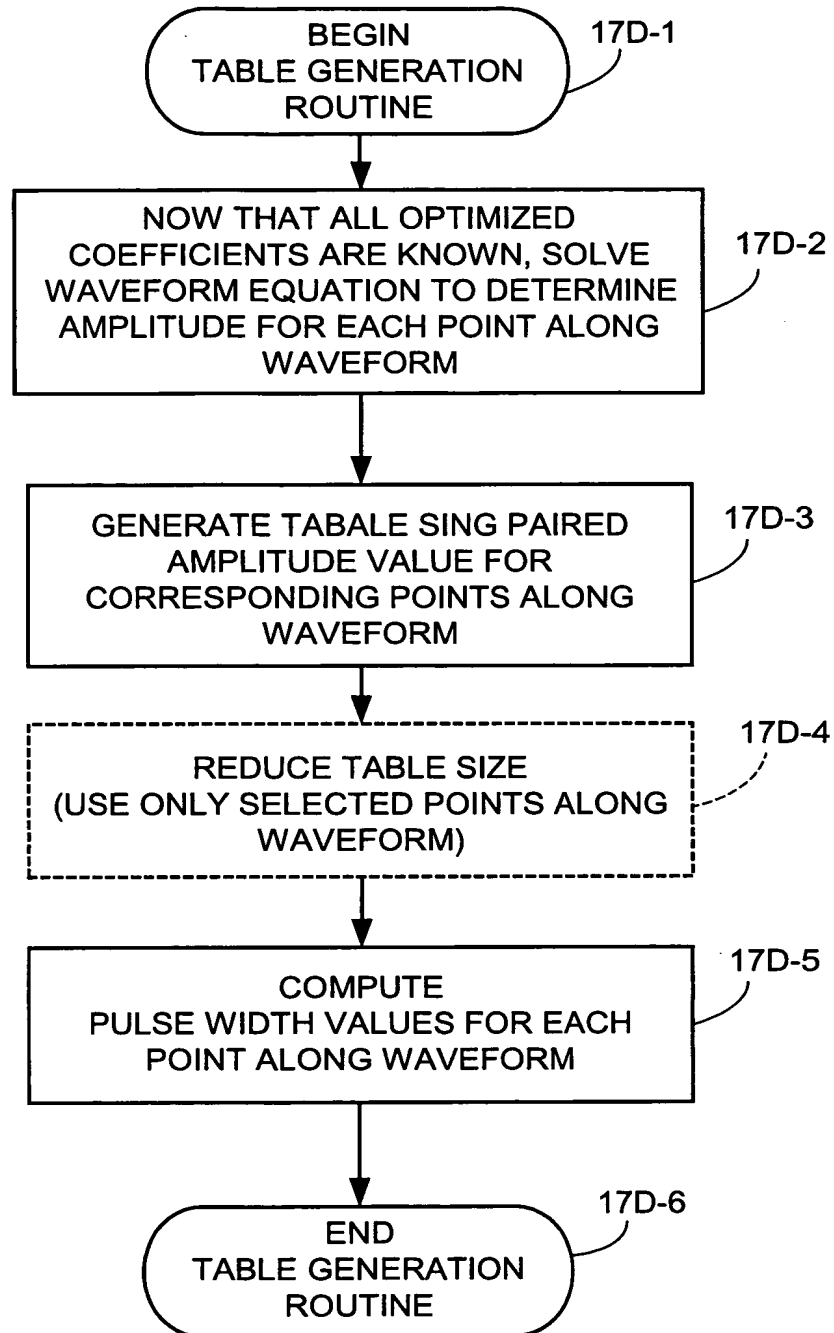 BEGIN
TABLE GENERATION
ROUTINE
17D-1
NOW THAT ALL OPTIMIZED
COEFFICIENTS ARE KNOWN, SOLVE
WAVEFORM EQUATION TO DETERMINE
AMPLITUDE FOR EACH POINT ALONG
WAVEFORM
17D-2
GENERATE TABALE SING PAIRED
AMPLITUDE VALUE FOR
CORRESPONDING POINTS ALONG
WAVEFORM
17D-3
REDUCE TABLE SIZE
(USE ONLY SELECTED POINTS ALONG
WAVEFORM)
17D-4
COMPUTE
PULSE WIDTH VALUES FOR EACH
POINT ALONG WAVEFORM
17D-5
END
TABLE GENERATION
ROUTINE
17D-6